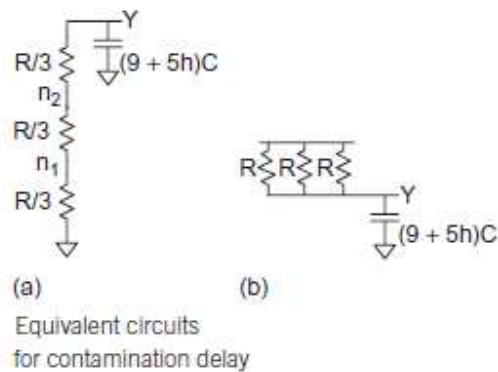 Y
R/3
(9 + 5h)C
n2
R/3
n1
R/3
R R R
Y
(9 + 5h)C
(a) (b)
Equivalent circuits
for contamination delay